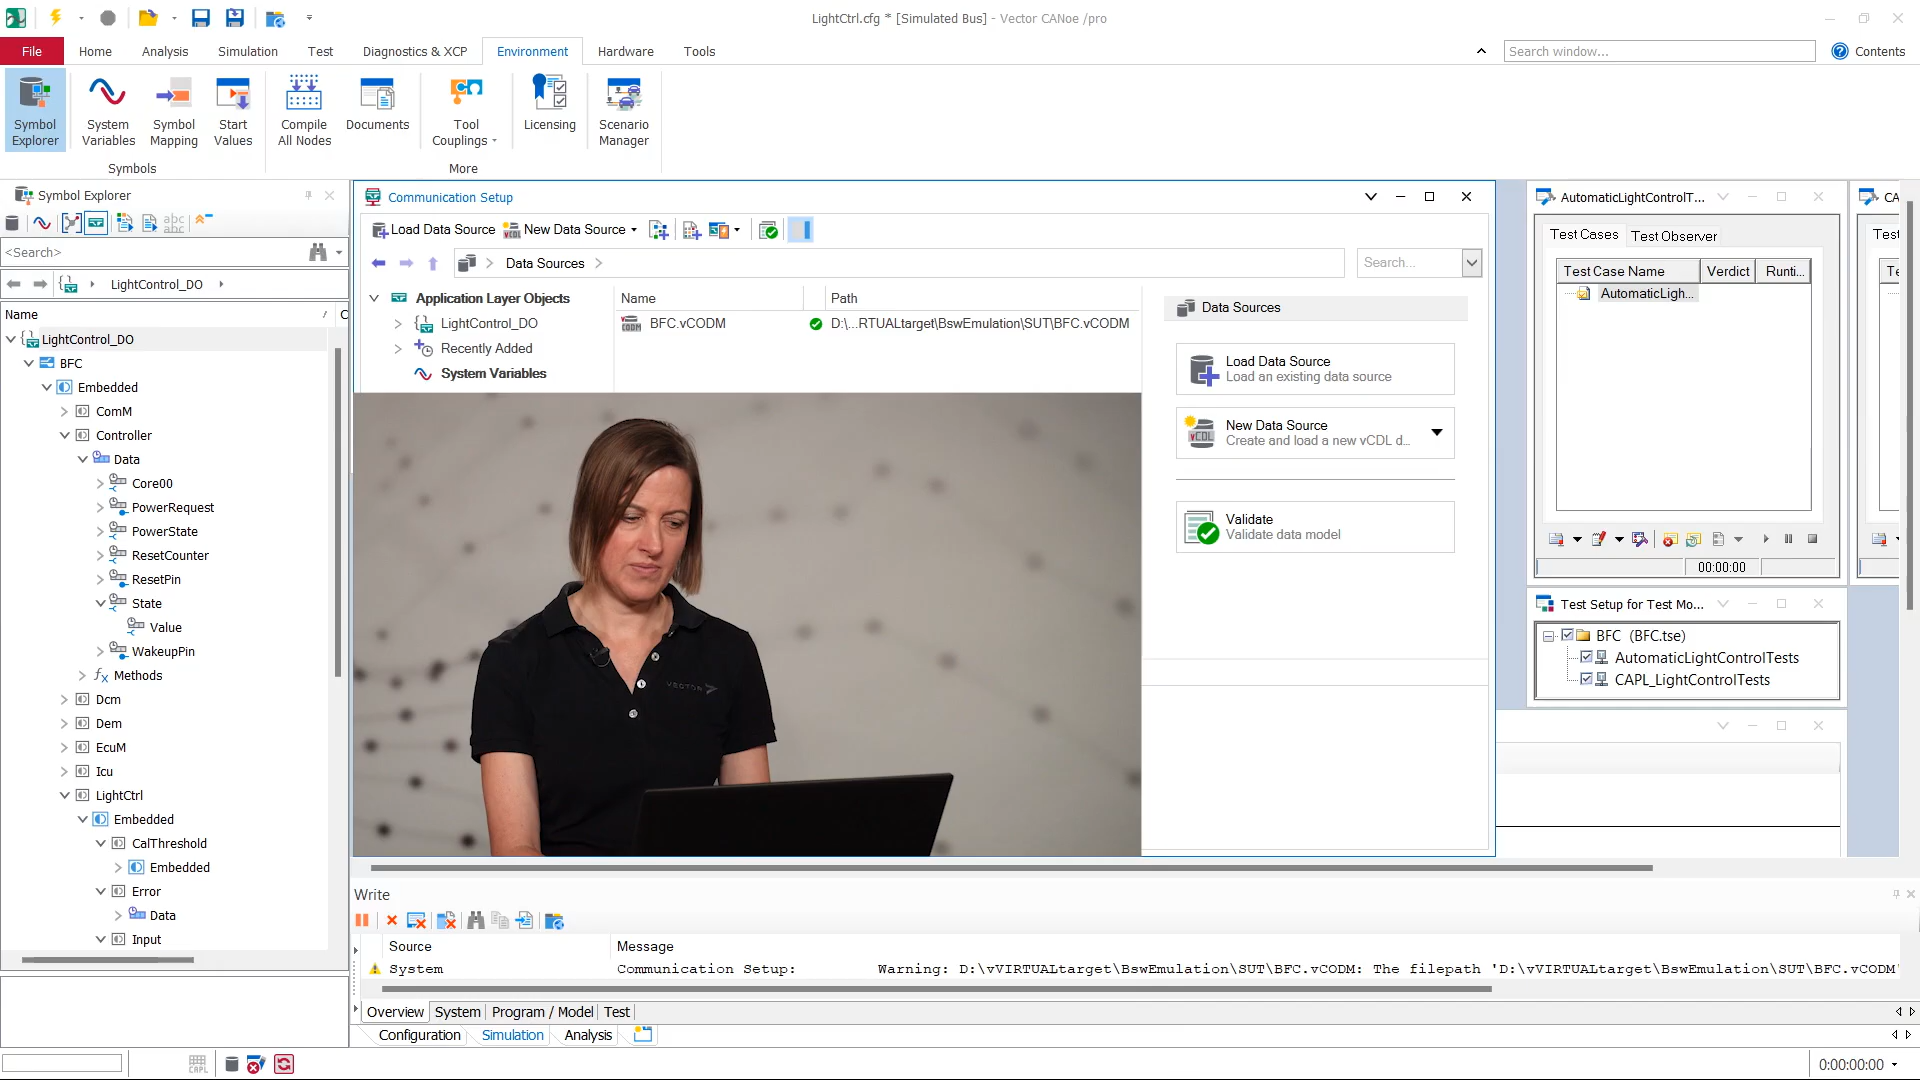 LightCtrl.cfg * [Simulated Bus] - Vector CANoe /pro
File
Home
Analysis
Simulation
Test
Diagnostics & XCP
Environment
Hardware
Tools
Search window...
Contents
Symbol
Explorer
System
Variables
Symbol
Mapping
Start
Values
Compile
All Nodes
Documents
Tool
Couplings
Licensing
Scenario
Manager
Symbols
More
Symbol Explorer
abc
abc
<Search>
LightControl_DO
Name
LightControl_DO
BFC
Embedded
ComM
Controller
Data
Core00
PowerRequest
PowerState
ResetCounter
ResetPin
State
Value
WakeupPin
Methods
Dcm
Dem
EcuM
Icu
LightCtrl
Embedded
CalThreshold
Embedded
Error
Data
Input
Communication Setup
Load Data Source
New Data Source
Data Sources
Search...
Application Layer Objects
LightControl_DO
Recently Added
System Variables
Name
Path
BFC.vCODM
D:\...RTUALtarget\BswEmulation\SUT\BFC.vCODM
Data Sources
Load Data Source
Load an existing data source
New Data Source
Create and load a new vCDL d...
Validate
Validate data model
VECTOR
AutomaticLightControlT...
CA
Test Cases
Test Observer
Test Case Name
Verdict
Runti...
AutomaticLigh...
00:00:00
Test Setup for Test Mo...
BFC (BFC.tse)
AutomaticLightControlTests
CAPL_LightControlTests
Write
Source
Message
System
Communication Setup:
Warning: D:\vVIRTUALtarget\BswEmulation\SUT\BFC.vCODM: The filepath 'D:\vVIRTUALtarget\BswEmulation\SUT\BFC.vCODM'
Overview
System
Program / Model
Test
Configuration
Simulation
Analysis
CAPL
0:00:00:00